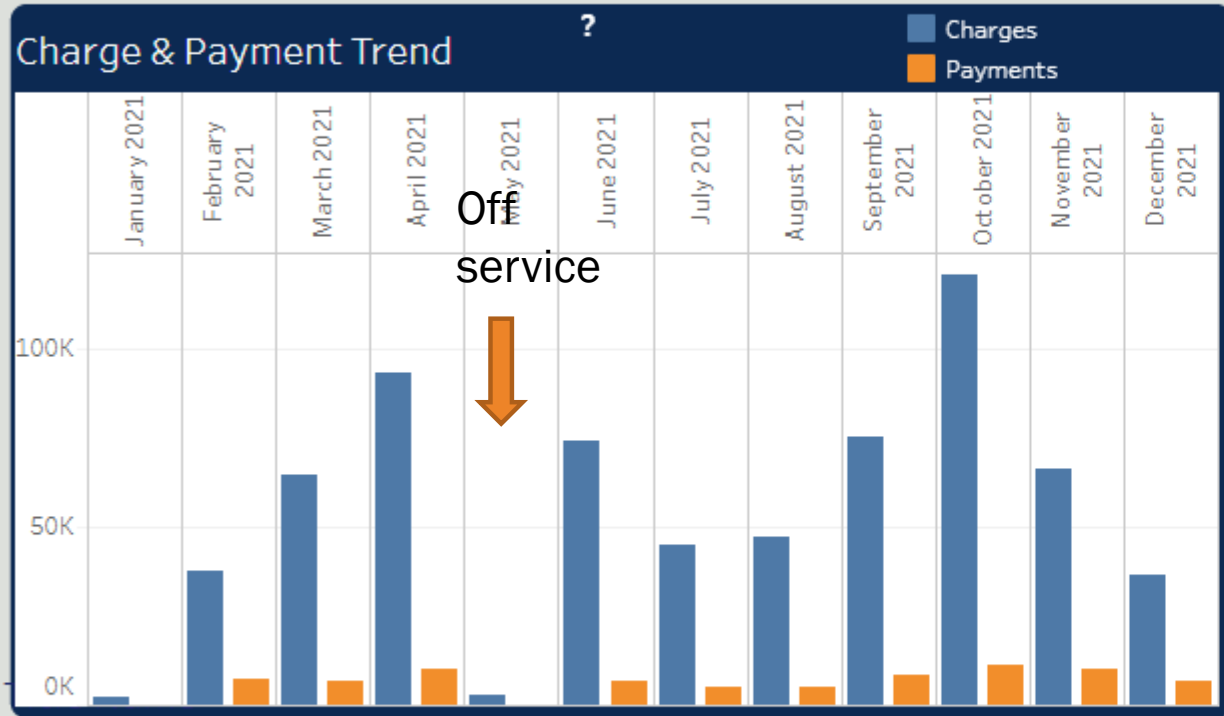 ?
Charge & Payment Trend
Charges
Payments
January 2021
February
2021
March 2021
April 2021
May 2021
June 2021
July 2021
August 2021
September
2021
October 2021
November
2021
December
2021
Off
service
100K
50K
0K